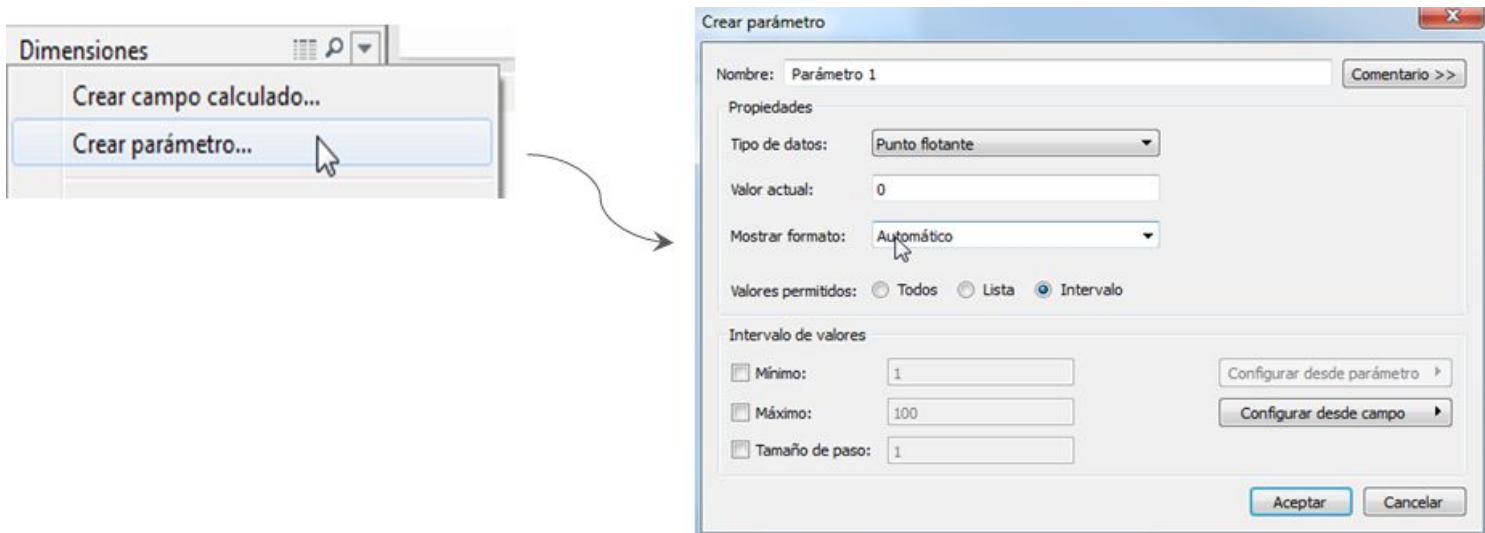 Dimensiones
Crear campo calculado...
Crear parámetro...
Crear parámetro
Nombre: Parámetro 1 Comentario >>
Propiedades
Tipo de datos: Punto flotante
Valor actual: 0
Mostrar formato: Automático
Valores permitidos: Todos Lista Intervalo
Intervalo de valores
Mínimo: 1 Configurar desde parámetro
Máximo: 100 Configurar desde campo
Tamaño de paso: 1
Aceptar Cancelar